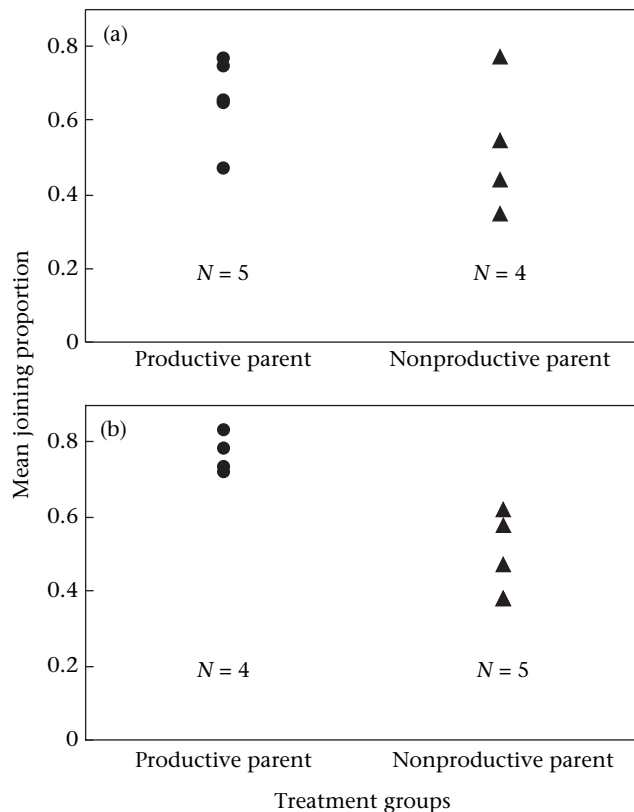 (a)
0.8
0.6
0.4
0.2
0
N = 5
N = 4
Productive parent
Nonproductive parent
Mean joining proportion
(b)
0.8
0.6
0.4
0.2
0
N = 4
N = 5
Productive parent
Nonproductive parent
Treatment groups